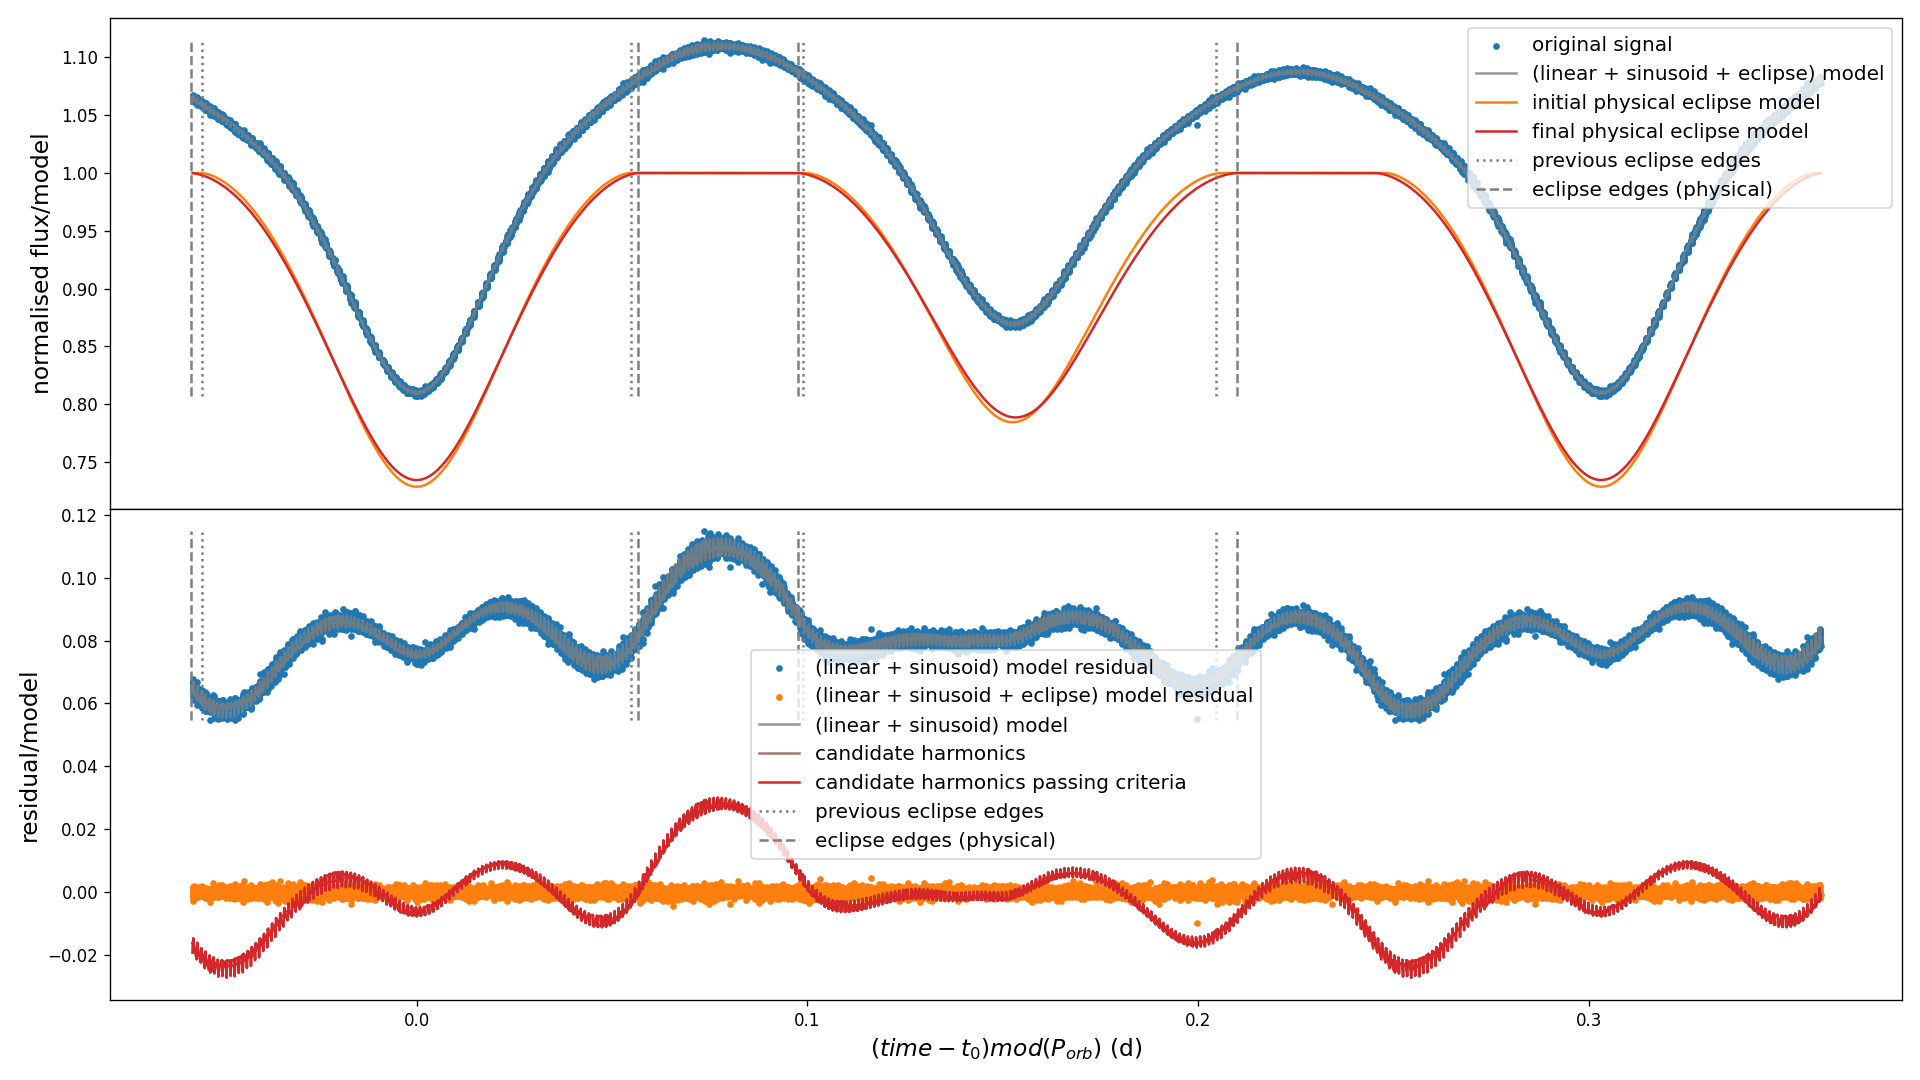 normalised flux/model
1.10
1.05
1.00
0.95
0.90
0.85
0.80
0.75
original signal
(linear + sinusoid + eclipse) model
initial physical eclipse model
final physical eclipse model
previous eclipse edges
eclipse edges (physical)
residual/model
0.12
0.10
0.08
0.06
0.04
0.02
0.00
−0.02
(linear + sinusoid) model residual
(linear + sinusoid + eclipse) model residual
(linear + sinusoid) model
candidate harmonics
candidate harmonics passing criteria
previous eclipse edges
eclipse edges (physical)
0.0 0.1 0.2 0.3
(time − t₀)mod(P_orb) (d)